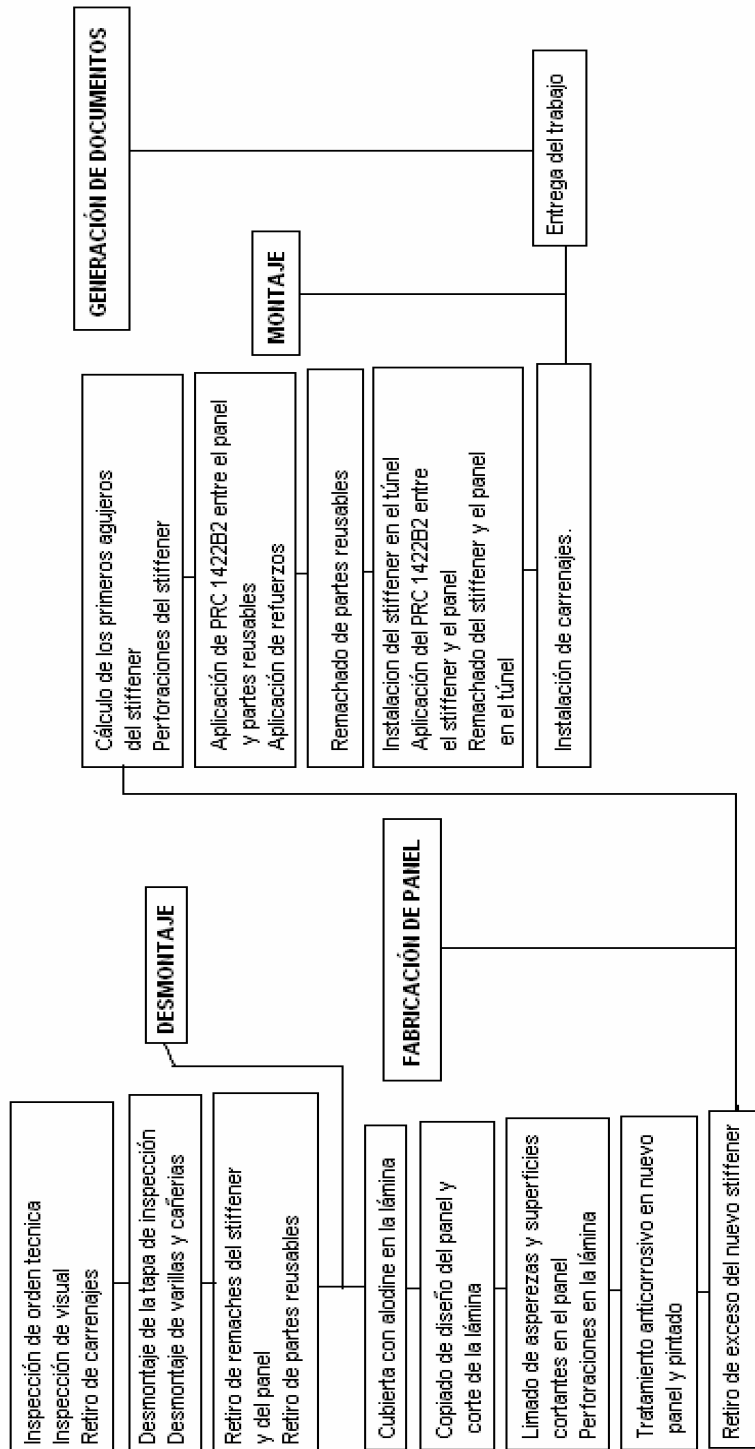 Inspección de orden tecnica
Inspección de visual
Retiro de carrenajes
Desmontaje de la tapa de inspección
Desmontaje de varillas y cañerias
Retiro de remaches del stiffener
y del panel
Retiro de partes reusables
DESMONTAJE
Cubierta con alodine en la lámina
Copiado de diseño del panel y
corte de la lámina
Limado de asperezas y superficies
cortantes en el panel
Perforaciones en la lámina
Tratamiento anticorrosivo en nuevo
panel y pintado
Retiro de exceso del nuevo stiffener
FABRICACIÓN DE PANEL
Cálculo de los primeros agujeros
del stiffener
Perforaciones del stiffener
Aplicación de PRC 1422B2 entre el panel
y partes reusables
Aplicación de refuerzos
Remachado de partes reusables
Instalacion del stiffener en el túnel
Aplicación del PRC 1422B2 entre
el stiffener y el panel
Remachado del stiffener y el panel
en el túnel
Instalación de carrenajes.
MONTAJE
Entrega del trabajo
GENERACIÓN DE DOCUMENTOS